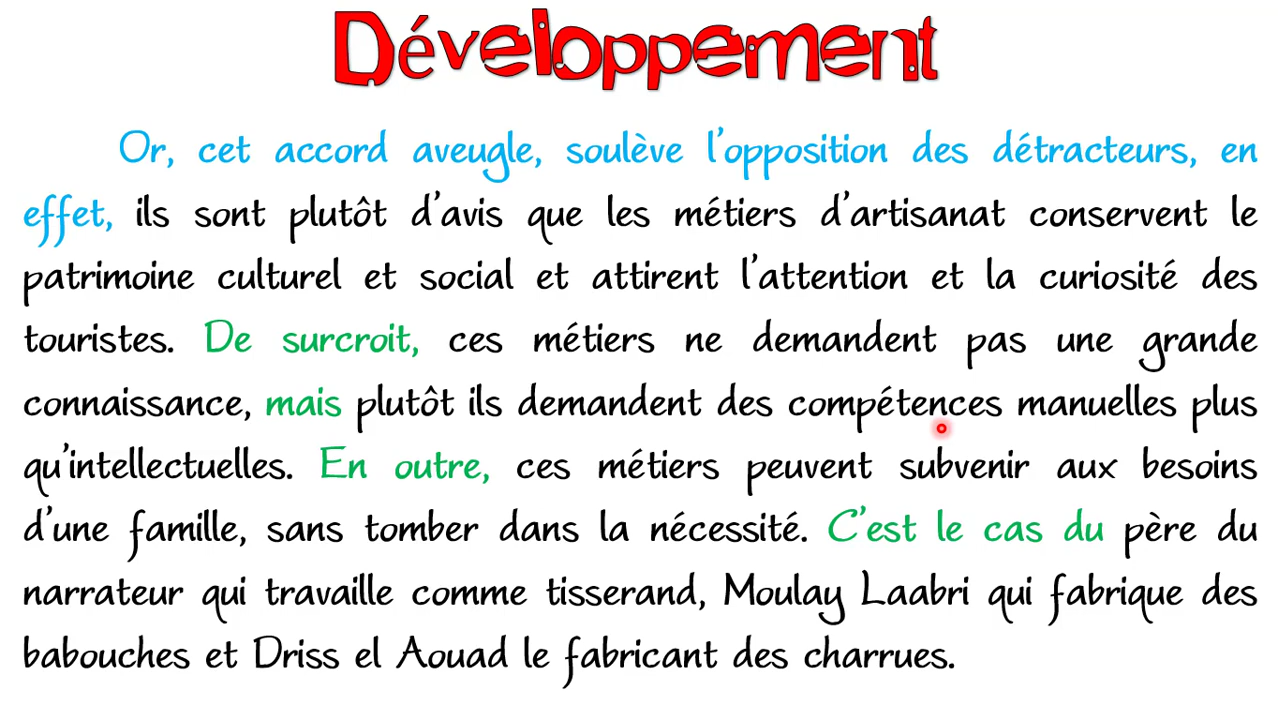 Développement
Or, cet accord aveugle, soulève l'opposition des détracteurs, en
effet, ils sont plutôt d'avis que les métiers d'artisanat conservent le
patrimoine culturel et social et attirent l'attention et la curiosité des
touristes. De surcroit, ces métiers ne demandent pas une grande
connaissance, mais plutôt ils demandent des compétences manuelles plus
qu'intellectuelles. En outre, ces métiers peuvent subvenir aux besoins
d'une famille, sans tomber dans la nécessité. C'est le cas du père du
narrateur qui travaille comme tisserand, Moulay Laabri qui fabrique des
babouches et Driss el Aouad le fabricant des charrues.